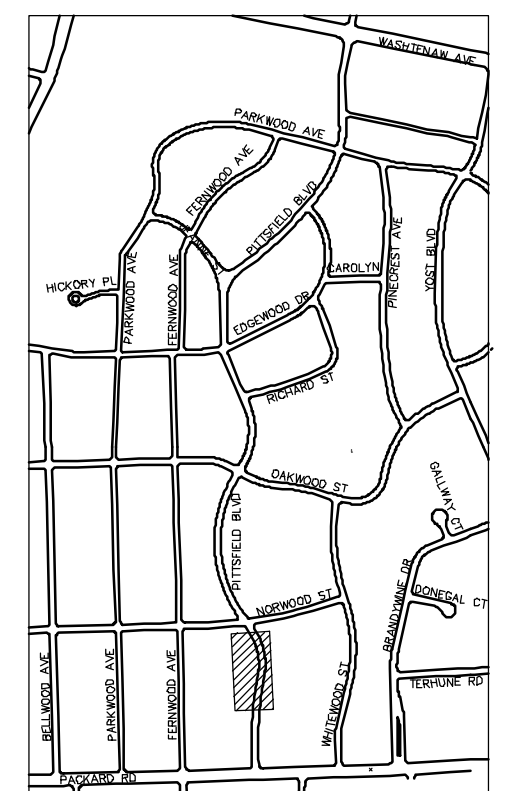 WASHTENAW AVE
PARKWOOD AVE
FERNWOOD AVE
PITTSFIELD BLVD
HICKORY PL
PARKWOOD AVE
FERNWOOD AVE
CAROLYN
PINECREST AVE
YOST BLVD
EDGEWOOD DR
RICHARD ST
OAKWOOD ST
GALLWAY CT
PITTSFIELD BLVD
BRANDYWINE DR
DONEGAL CT
NORWOOD ST
BELLWOOD AVE
PARKWOOD AVE
FERNWOOD AVE
WHITEWOOD ST
TERHUNE RD
PACKARD RD